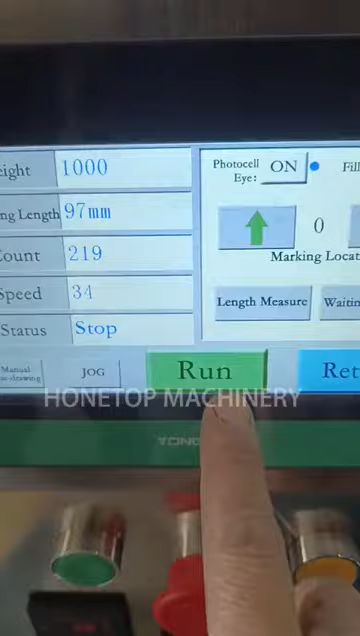 eight 1000
ng Length 97mm
Count 219
Speed 34
Status Stop
Photocell
Eye: ON
Fill
0
Marking Locat
Length Measure
Waitin
Manual
JOG
Run
Ret
HONETOP MACHINERY